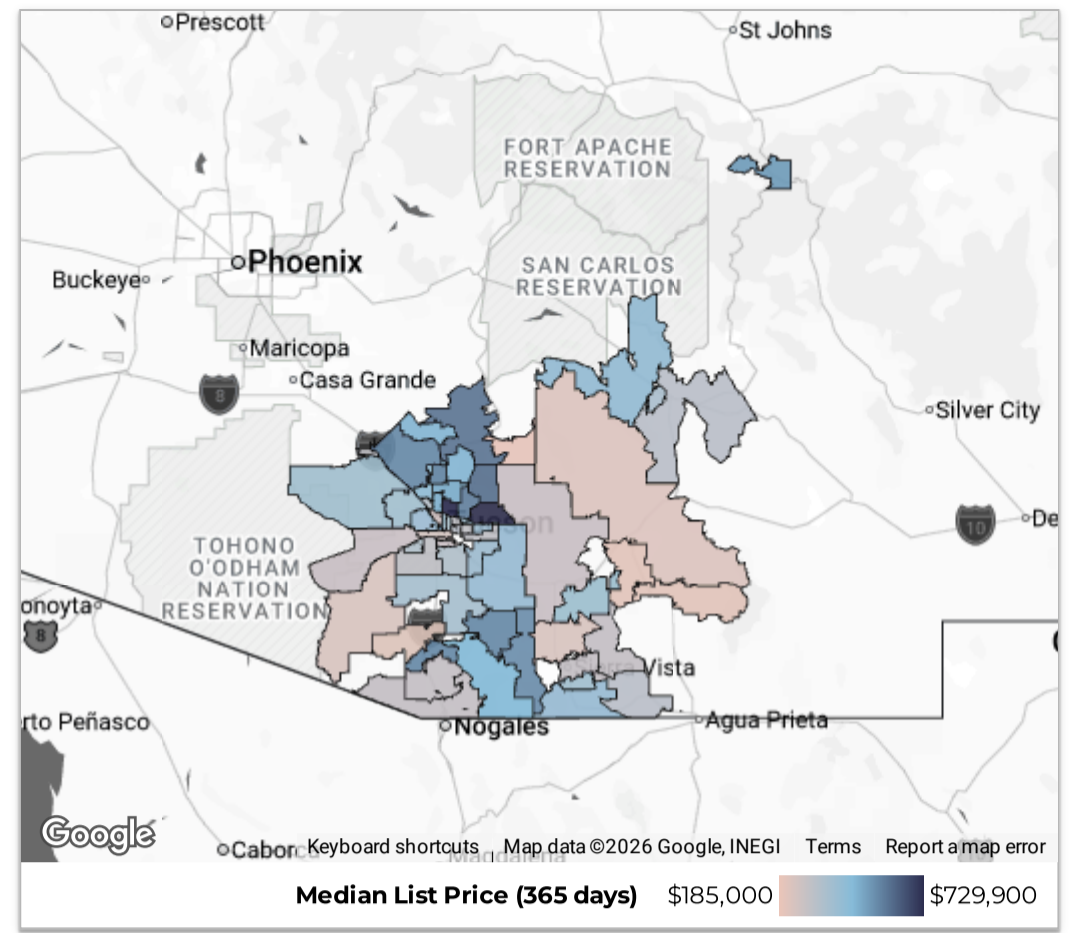 Prescott
St Johns
FORT APACHE
RESERVATION
Phoenix
Buckeye
SAN CARLOS
RESERVATION
Maricopa
8
Casa Grande
Silver City
10
De
TOHONO
O'ODHAM
NATION
RESERVATION
onoyta
8
Sierra Vista
rto Peñasco
Nogales
Agua Prieta
Google
Keyboard shortcuts
Map data ©2026 Google, INEGI
Terms
Report a map error
Magdalena
Median List Price (365 days)
$185,000
$729,900